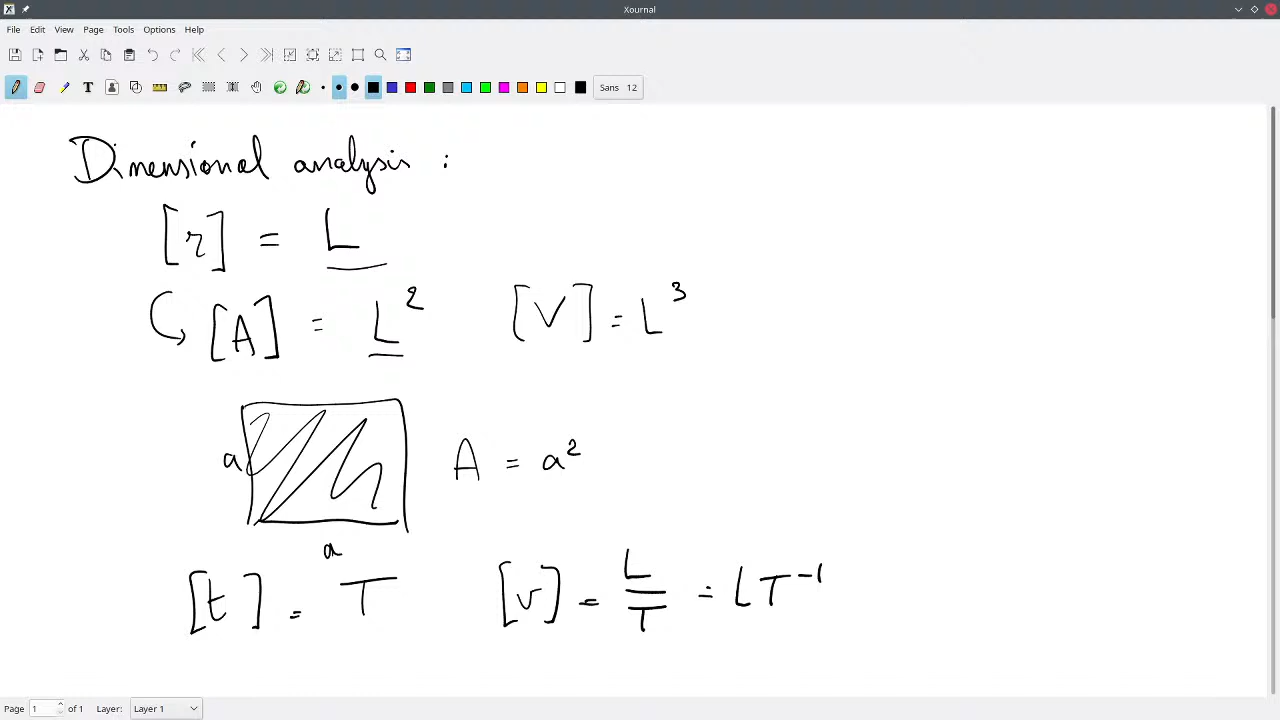 Xournal
File Edit View Page Tools Options Help
Sans 12
Dimensional analysis :
[r] = L
[A] = L² [V] = L³
a A = a²
a
[t] = T [v] = L/T = LT⁻¹
Page 1 of 1 Layer: Layer 1